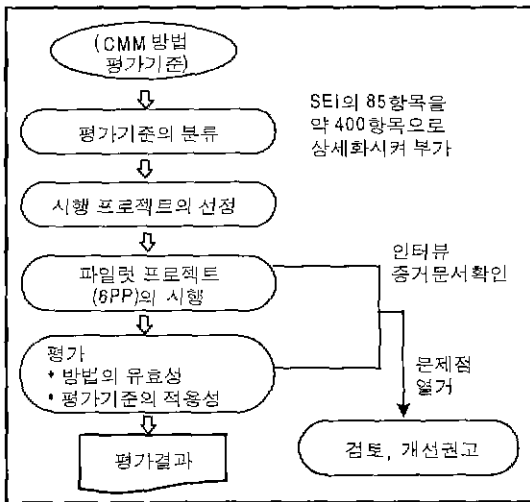 (CMM 방법
평가기준)
평가기준의 분류
SEi의 85항목을
약 400항목으로
상세화시켜 부가
시행 프로젝트의 선정
파일럿 프로젝트
(6PP)의 시행
인터뷰
증거문서확인
평가
* 방법의 유효성
* 평가기준의 적용성
문제점
열거
평가결과
검토, 개선권고